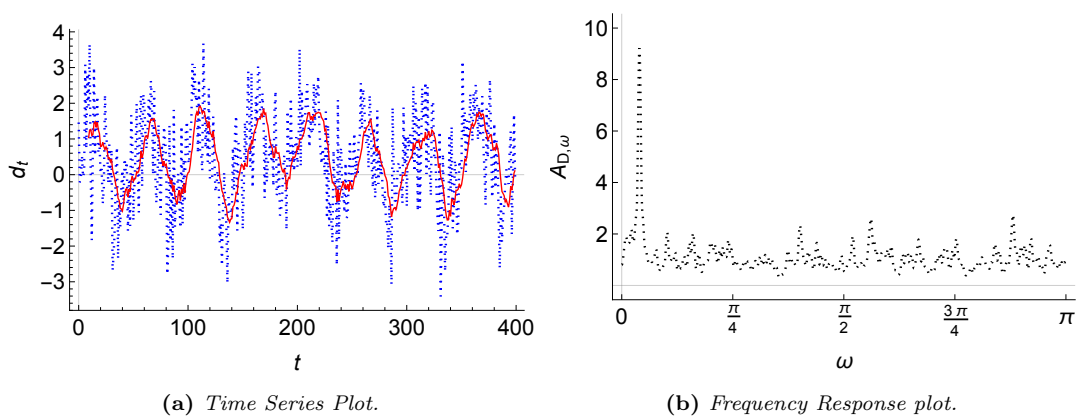 4
3
2
1
0
−1
−2
−3
0 100 200 300 400
d_t
t
(a) Time Series Plot.
10
8
6
4
2
0 π/4 π/2 3π/4 π
A_{D,ω}
ω
(b) Frequency Response plot.